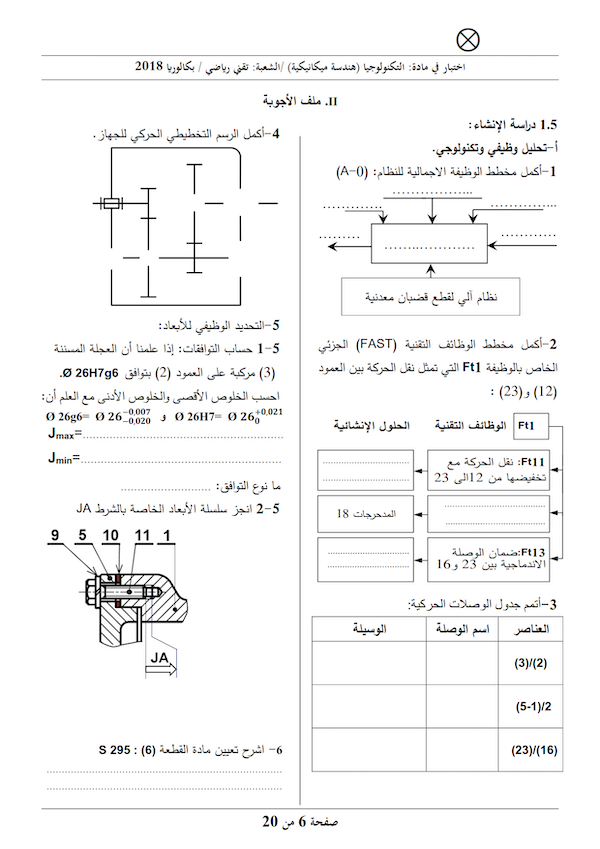 اختبار في مادة: التكنولوجيا (هندسة ميكانيكية) /الشعبة: تقني رياضي / بكالوريا 2018
II. ملف الأجوبة
1.5 دراسة الإنشاء:
أ-تحليل وظيفي وتكنولوجي.
1-أكمل مخطط الوظيفة الاجمالية للنظام: (A-0)
نظام آلي لقطع قضبان معدنية
2-أكمل مخطط الوظائف التقنية (FAST) الجزئي
الخاص بالوظيفة Ft1 التي تمثل نقل الحركة بين العمود
(12) و(23) :
Ft1 الوظائف التقنية الحلول الإنشائية
Ft11: نقل الحركة مع
تخفيضها من 12الى 23
المدحرجات 18
Ft13:ضمان الوصلة
الاندماجية بين 23 و16
3-أتمم جدول الوصلات الحركية:
العناصر اسم الوصلة الوسيلة
(3)/(2)
(5-1)/2
(23)/(16)
4-أكمل الرسم التخطيطي الحركي للجهاز.
5-التحديد الوظيفي للأبعاد:
5-1 حساب التوافقات: إذا علمنا أن العجلة المسننة
(3) مركبة على العمود (2) بتوافق Ø 26H7g6.
احسب الخلوص الأقصى والخلوص الأدنى مع العلم أن:
Ø 26H7= Ø 26 +0,021 0 و Ø 26g6= Ø 26 −0,007 −0,020
Jmax=................................................
Jmin=................................................
ما نوع التوافق: ................................................
5-2 انجز سلسلة الأبعاد الخاصة بالشرط JA
9 5 10 11 1
JA
6- اشرح تعيين مادة القطعة (6) : S 295
صفحة 6 من 20